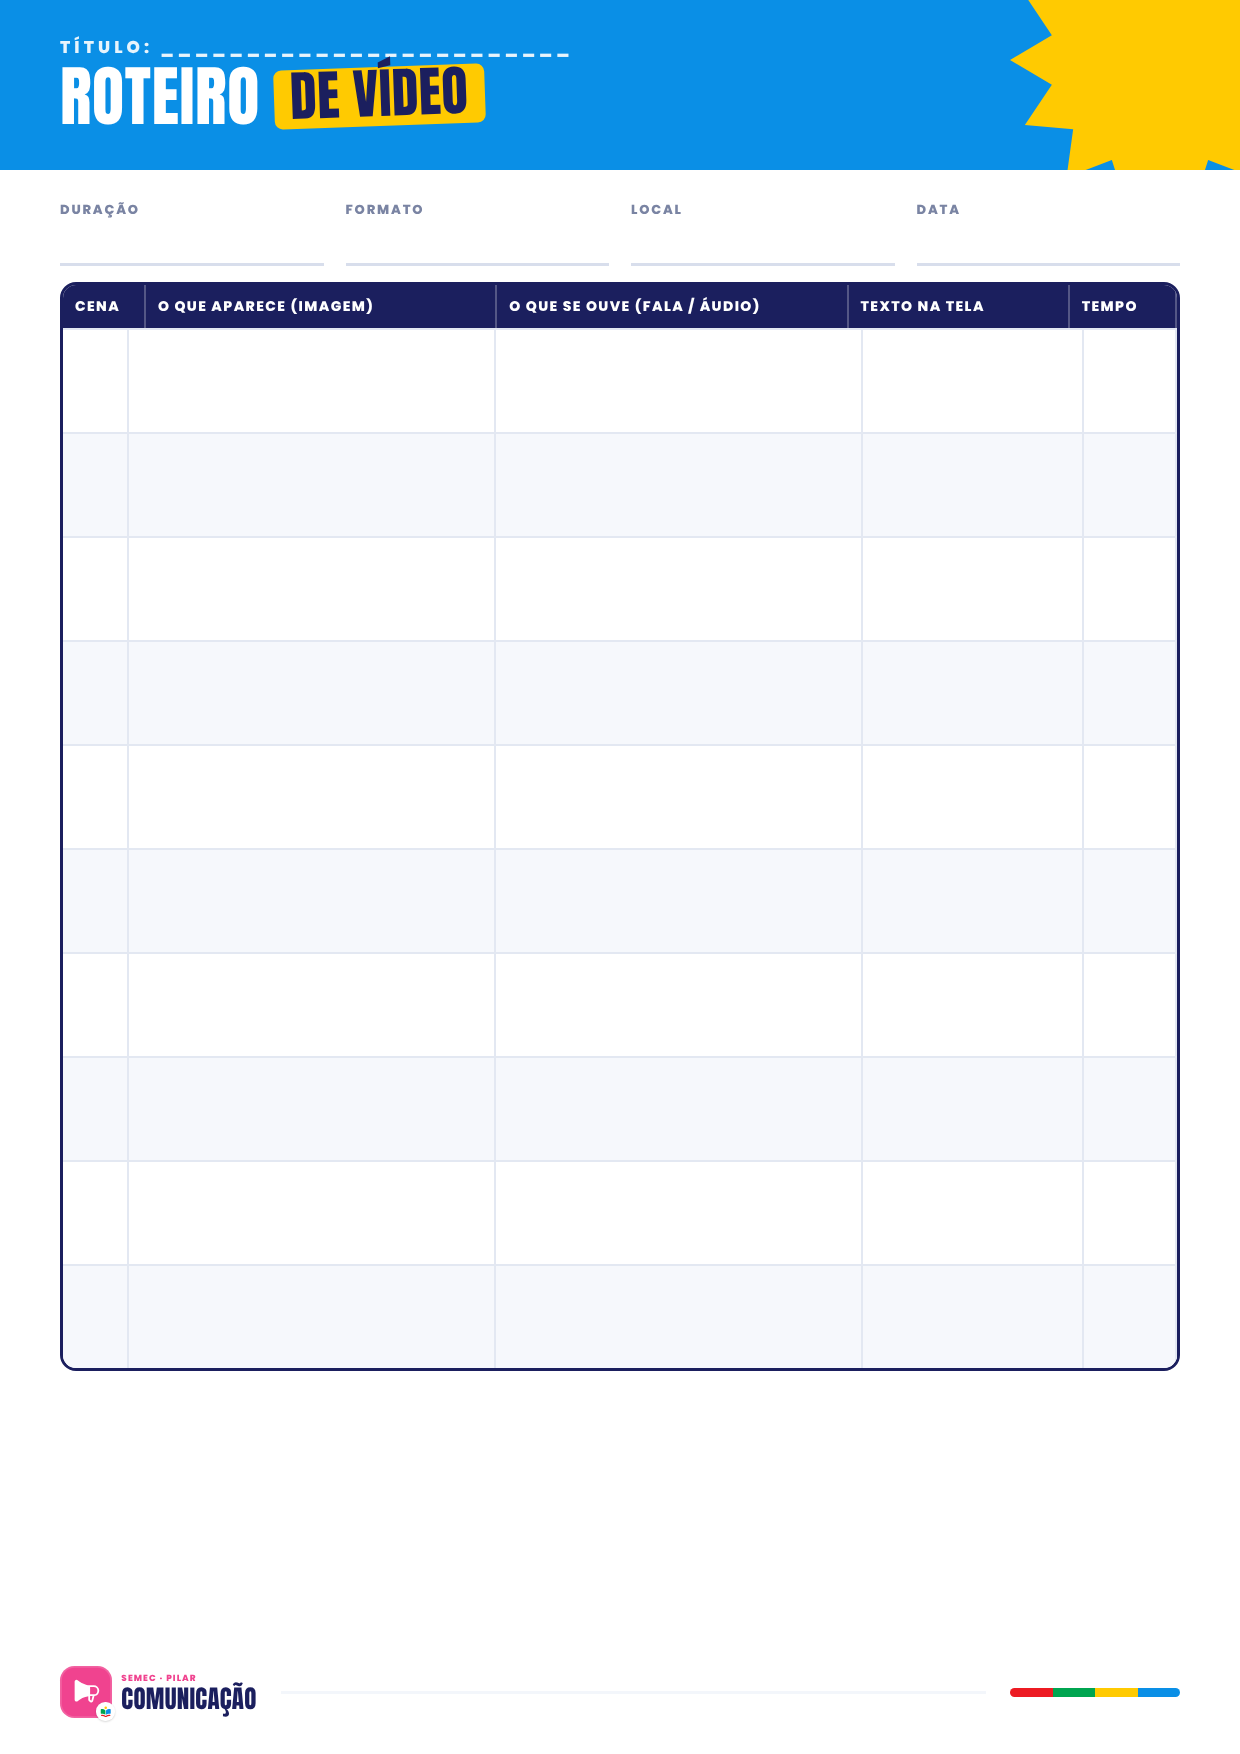 TÍTULO: ________________________
ROTEIRO DE VÍDEO
DURAÇÃO FORMATO LOCAL DATA
CENA O QUE APARECE (IMAGEM) O QUE SE OUVE (FALA / ÁUDIO) TEXTO NA TELA TEMPO
SEMEC · PILAR
COMUNICAÇÃO